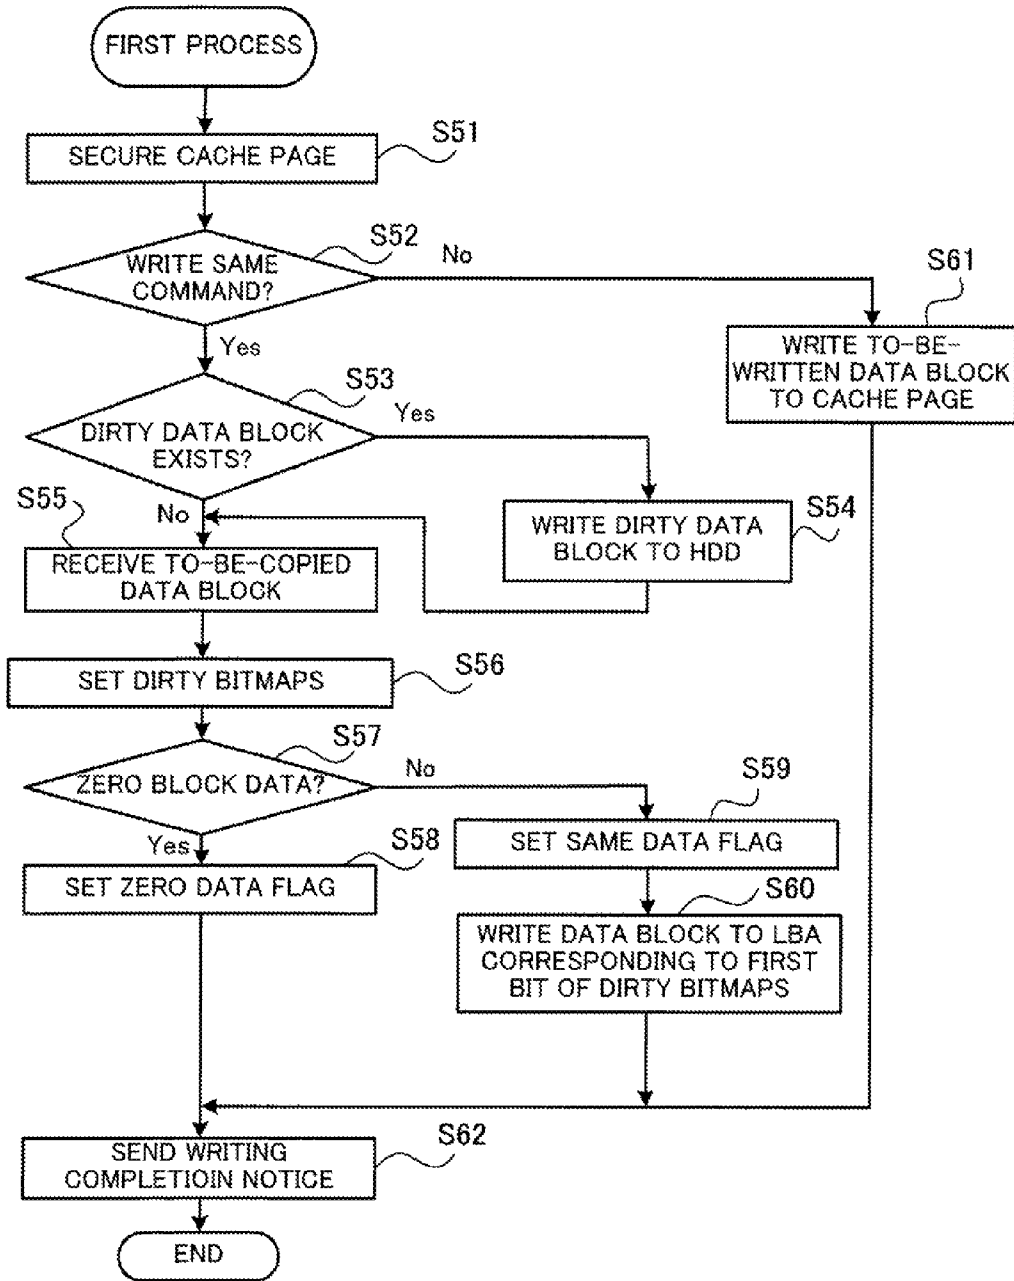 FIRST PROCESS
S51
SECURE CACHE PAGE
S52
WRITE SAME
COMMAND?
No
Yes
S61
WRITE TO-BE-
WRITTEN DATA BLOCK
TO CACHE PAGE
S53
DIRTY DATA BLOCK
EXISTS?
Yes
No
S54
WRITE DIRTY DATA
BLOCK TO HDD
S55
RECEIVE TO-BE-COPIED
DATA BLOCK
S56
SET DIRTY BITMAPS
S57
ZERO BLOCK DATA?
No
Yes
S58
SET ZERO DATA FLAG
S59
SET SAME DATA FLAG
S60
WRITE DATA BLOCK TO LBA
CORRESPONDING TO FIRST
BIT OF DIRTY BITMAPS
S62
SEND WRITING
COMPLETIOIN NOTICE
END